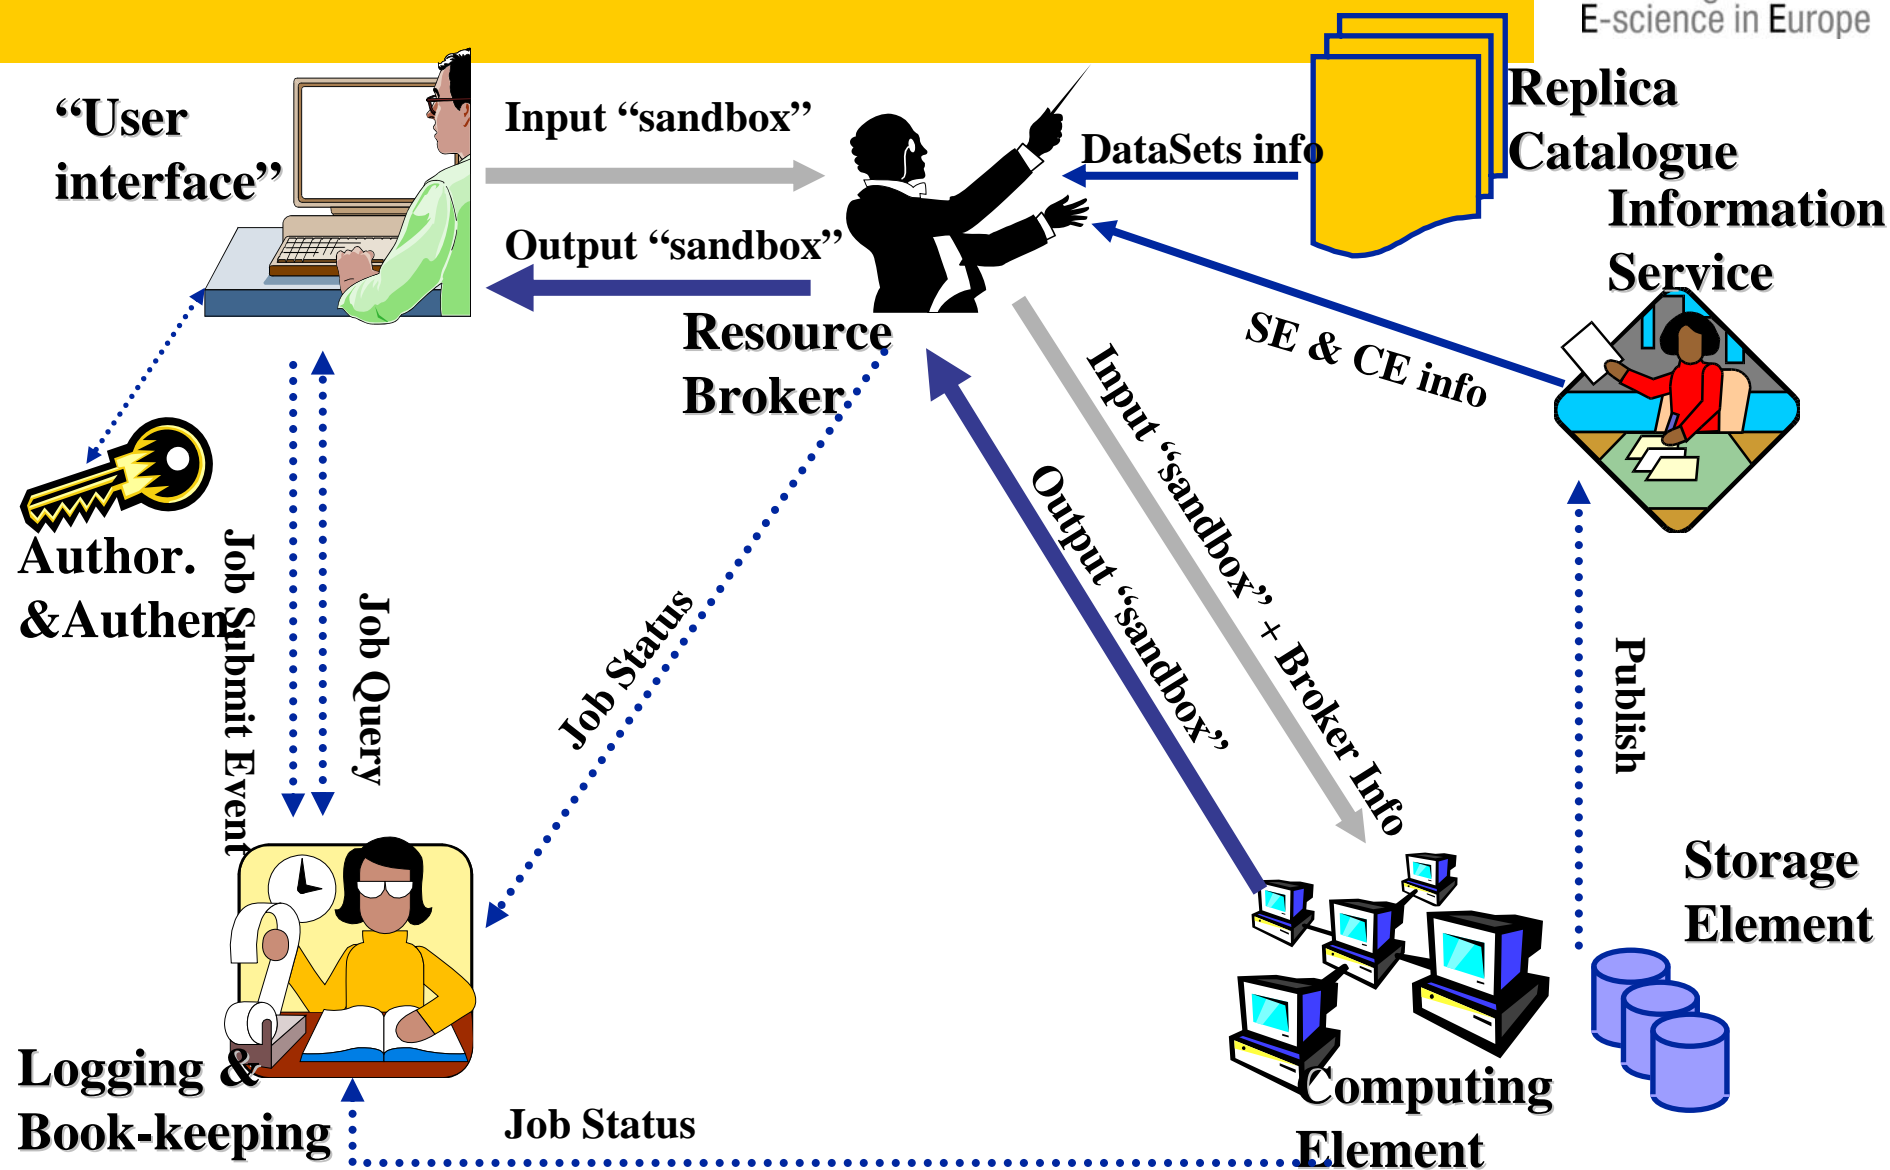 E-science in Europe
“User
interface”
Input “sandbox”
Output “sandbox”
DataSets info
Replica
Catalogue
Information
Service
Resource
Broker
SE & CE info
Input “sandbox” + Broker Info
Output “sandbox”
Author.
&Authen
Job Submit Event
Job Query
Job Status
Publish
Storage
Element
Logging &
Book-keeping
Job Status
Computing
Element